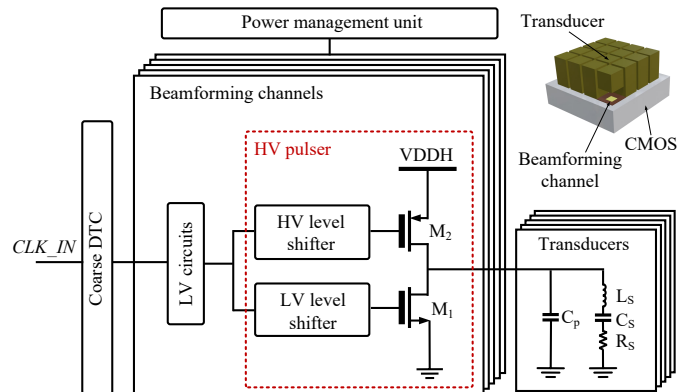 Power management unit
Transducer
CMOS
Beamforming
channel
Beamforming channels
HV pulser
VDDH
HV level
shifter
M2
CLK_IN
Coarse DTC
LV circuits
LV level
shifter
M1
Transducers
LS
Cp
CS
RS